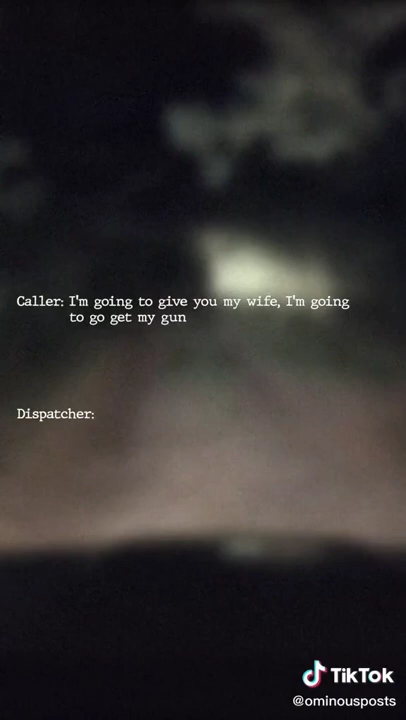 Caller: I'm going to give you my wife, I'm going
to go get my gun
Dispatcher:
TikTok
@ominousposts